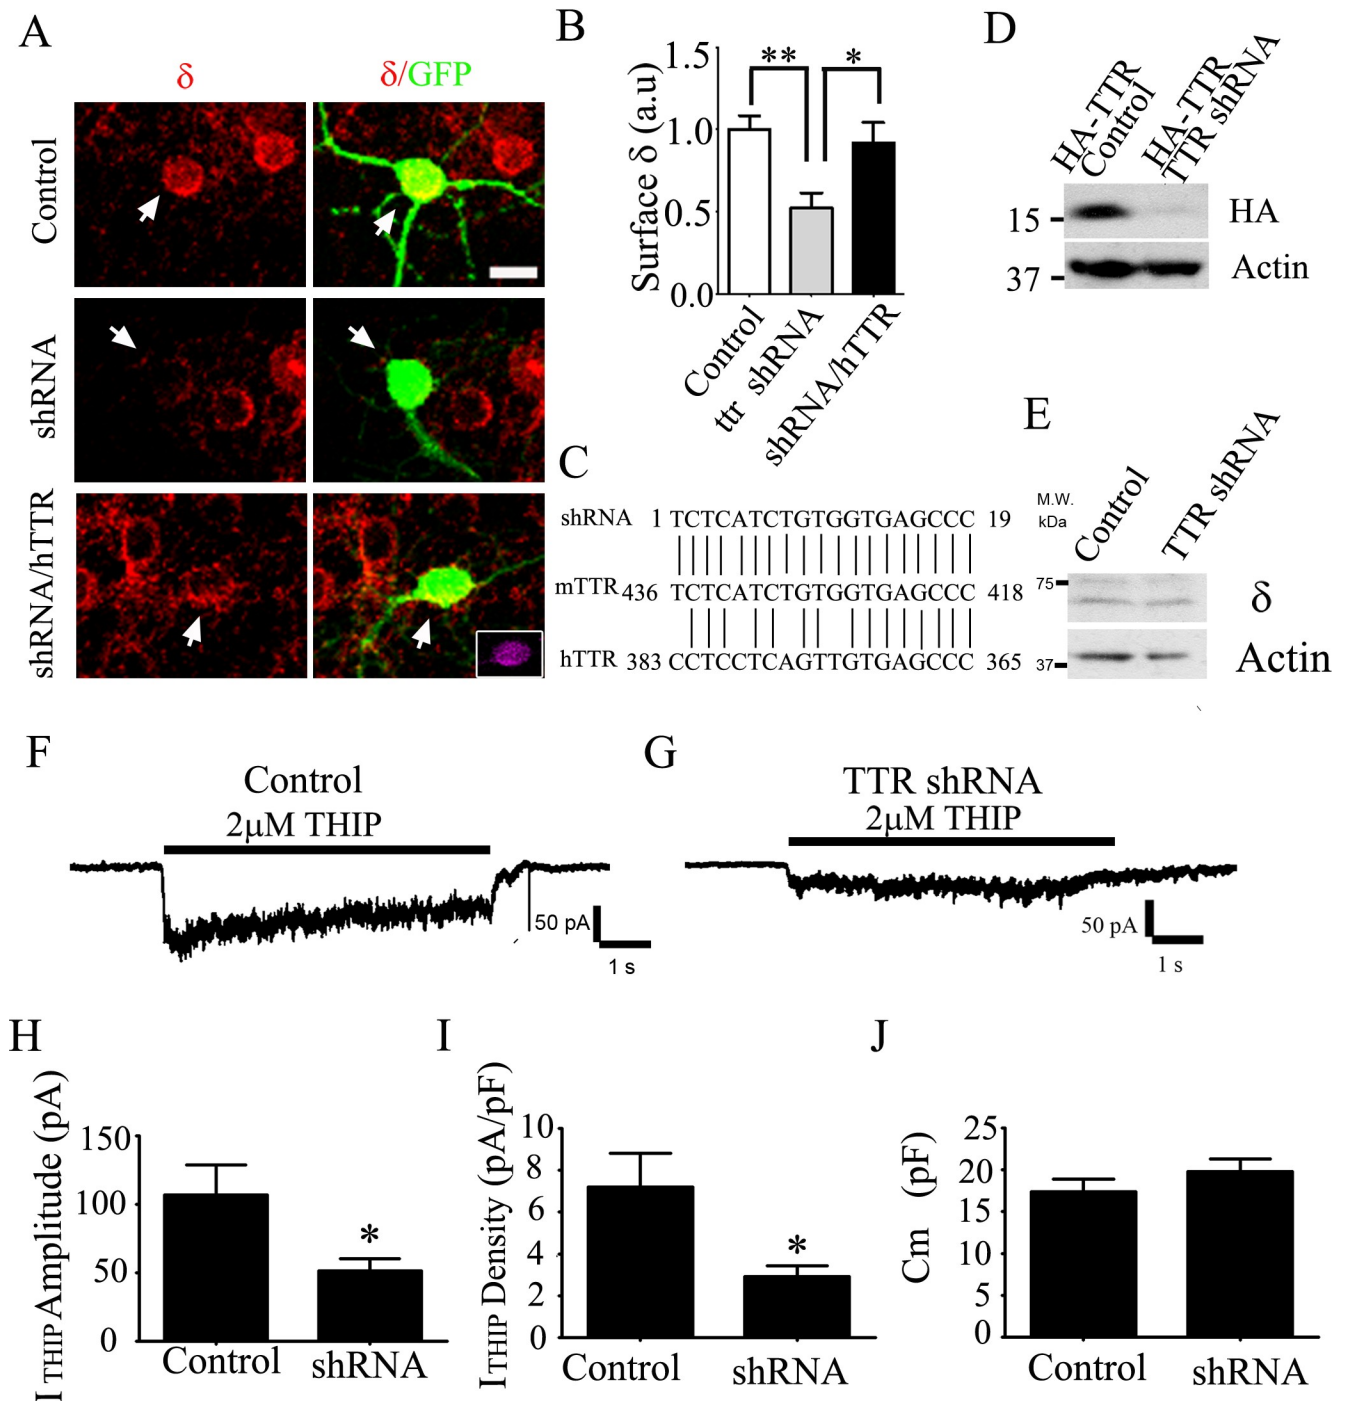 A
δ
δ/GFP
Control
shRNA
shRNA/hTTR
B
Surface δ (a.u)
1.5
1.0
0.5
0.0
**
*
Control
ttr shRNA
shRNA/hTTR
C
shRNA 1 TCTCATCTGTGGTGAGCCC 19
mTTR 436 TCTCATCTGTGGTGAGCCC 418
hTTR 383 CCTCCTCAGTTGTGAGCCC 365
D
HA-TTR
Control
HA-TTR
TTR shRNA
15
HA
37
Actin
E
M.W.
kDa
Control
TTR shRNA
75
δ
37
Actin
F
Control
2μM THIP
50 pA
1 s
G
TTR shRNA
2μM THIP
50 pA
1 s
H
I THIP Amplitude (pA)
150
100
50
0
*
Control
shRNA
I
I THIP Density (pA/pF)
10
8
6
4
2
0
*
Control
shRNA
J
Cm (pF)
25
20
15
10
5
0
Control
shRNA